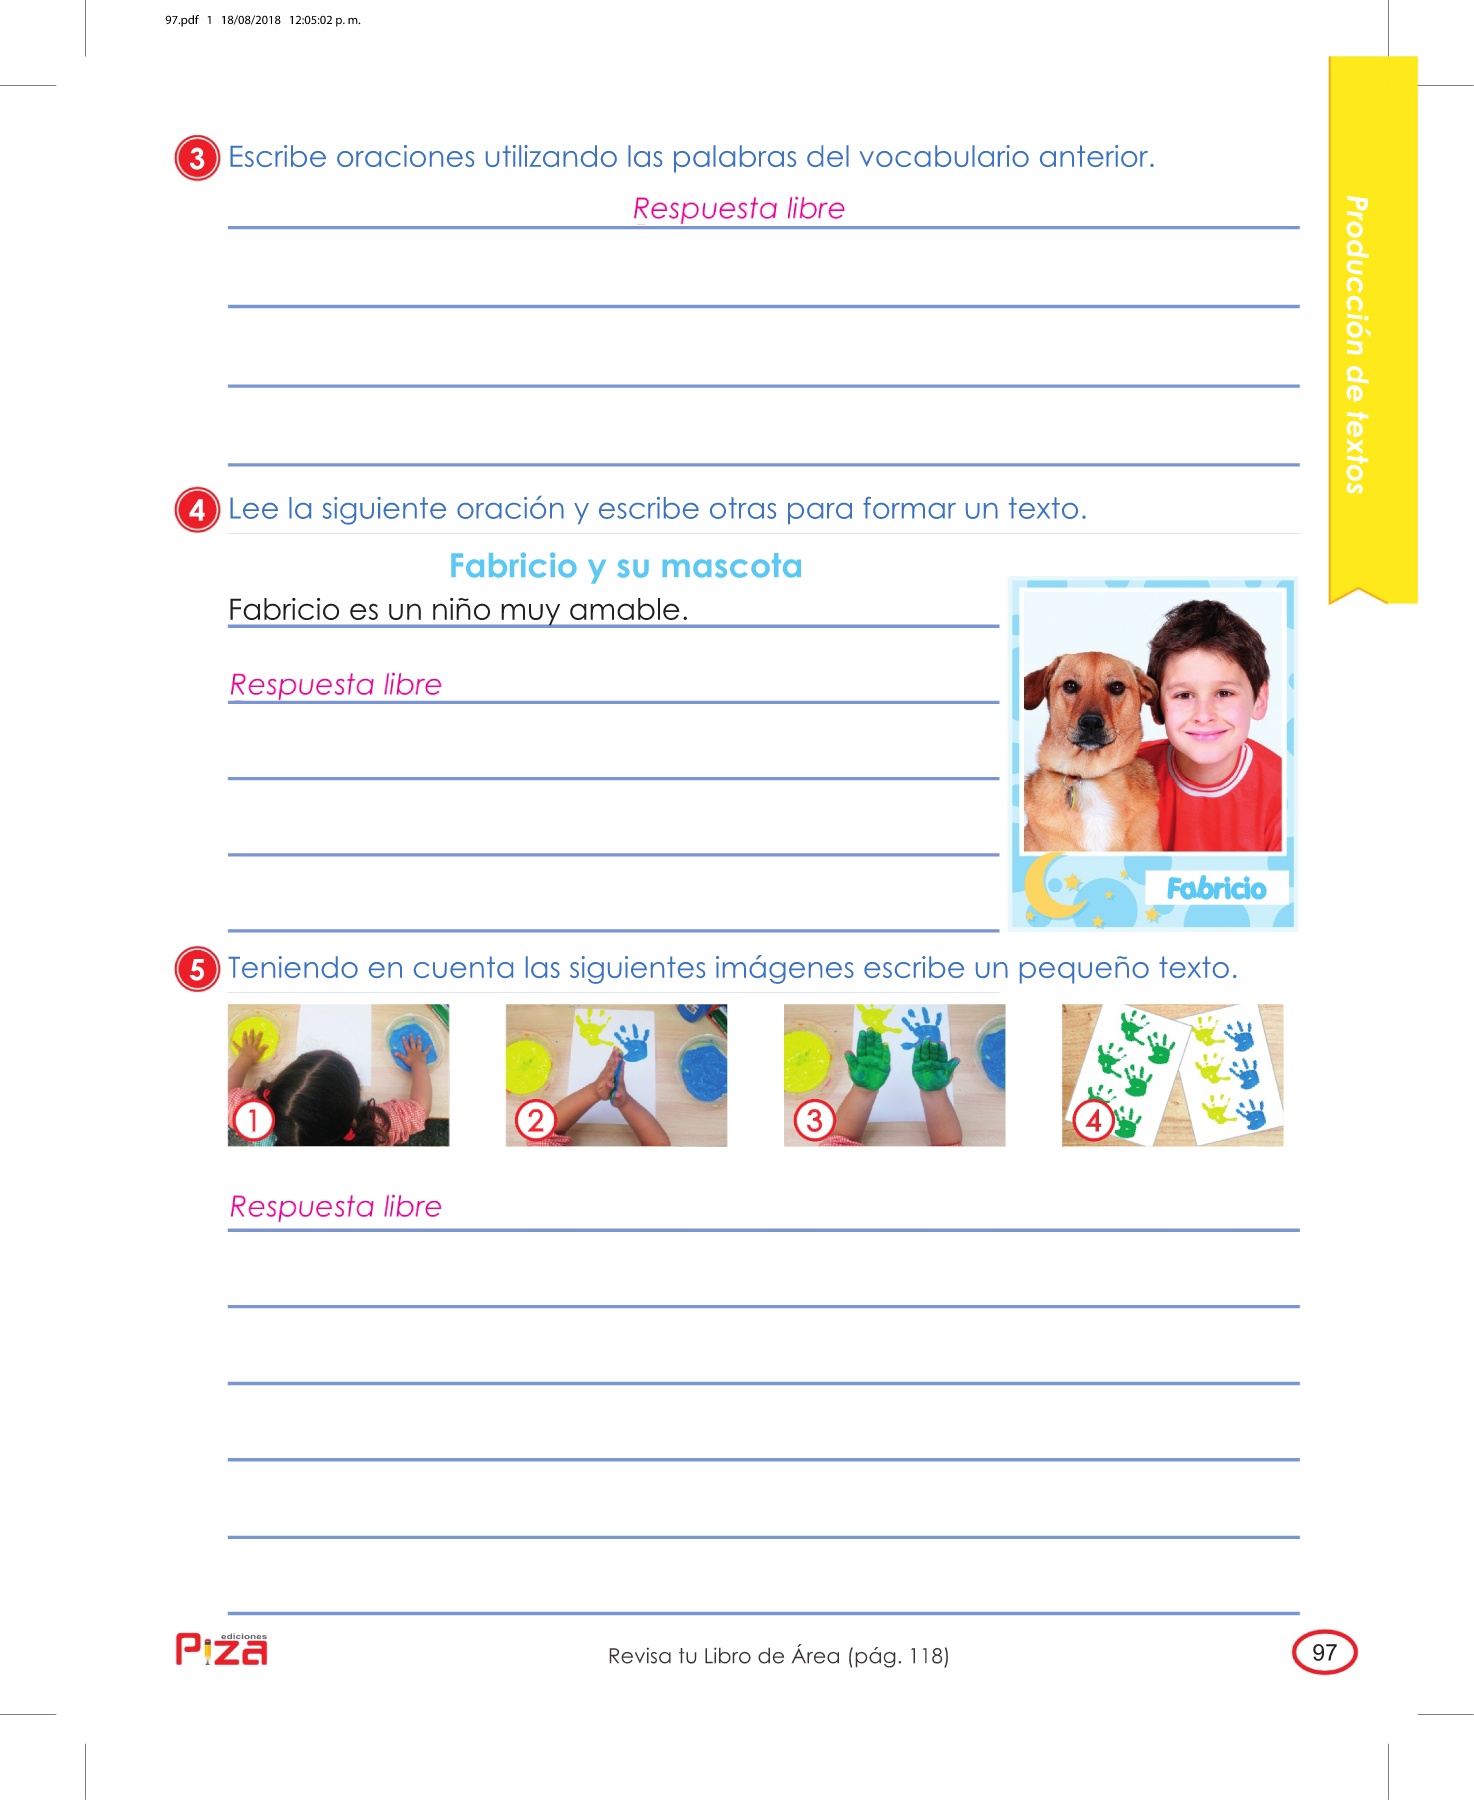 97.pdf 1 18/08/2018 12:05:02 p. m.
3 Escribe oraciones utilizando las palabras del vocabulario anterior.
Respuesta libre
Producción de textos
4 Lee la siguiente oración y escribe otras para formar un texto.
Fabricio y su mascota
Fabricio es un niño muy amable.
Respuesta libre
Fabricio
5 Teniendo en cuenta las siguientes imágenes escribe un pequeño texto.
1 2 3 4
Respuesta libre
ediciones
Piza
Revisa tu Libro de Área (pág. 118)
97